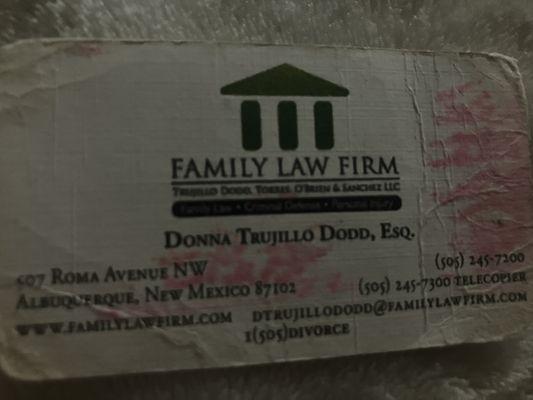 FAMILY LAW FIRM
TRUJILLO DODD, TORRES, O'BRIEN & SANCHEZ LLC
Family Law • Criminal Defense • Personal Injury
DONNA TRUJILLO DODD, ESQ.
507 ROMA AVENUE NW (505) 245-7200
ALBUQUERQUE, NEW MEXICO 87102 (505) 245-7300 TELECOPIER
WWW.FAMILYLAWFIRM.COM DTRUJILLODODD@FAMILYLAWFIRM.COM
1(505)DIVORCE